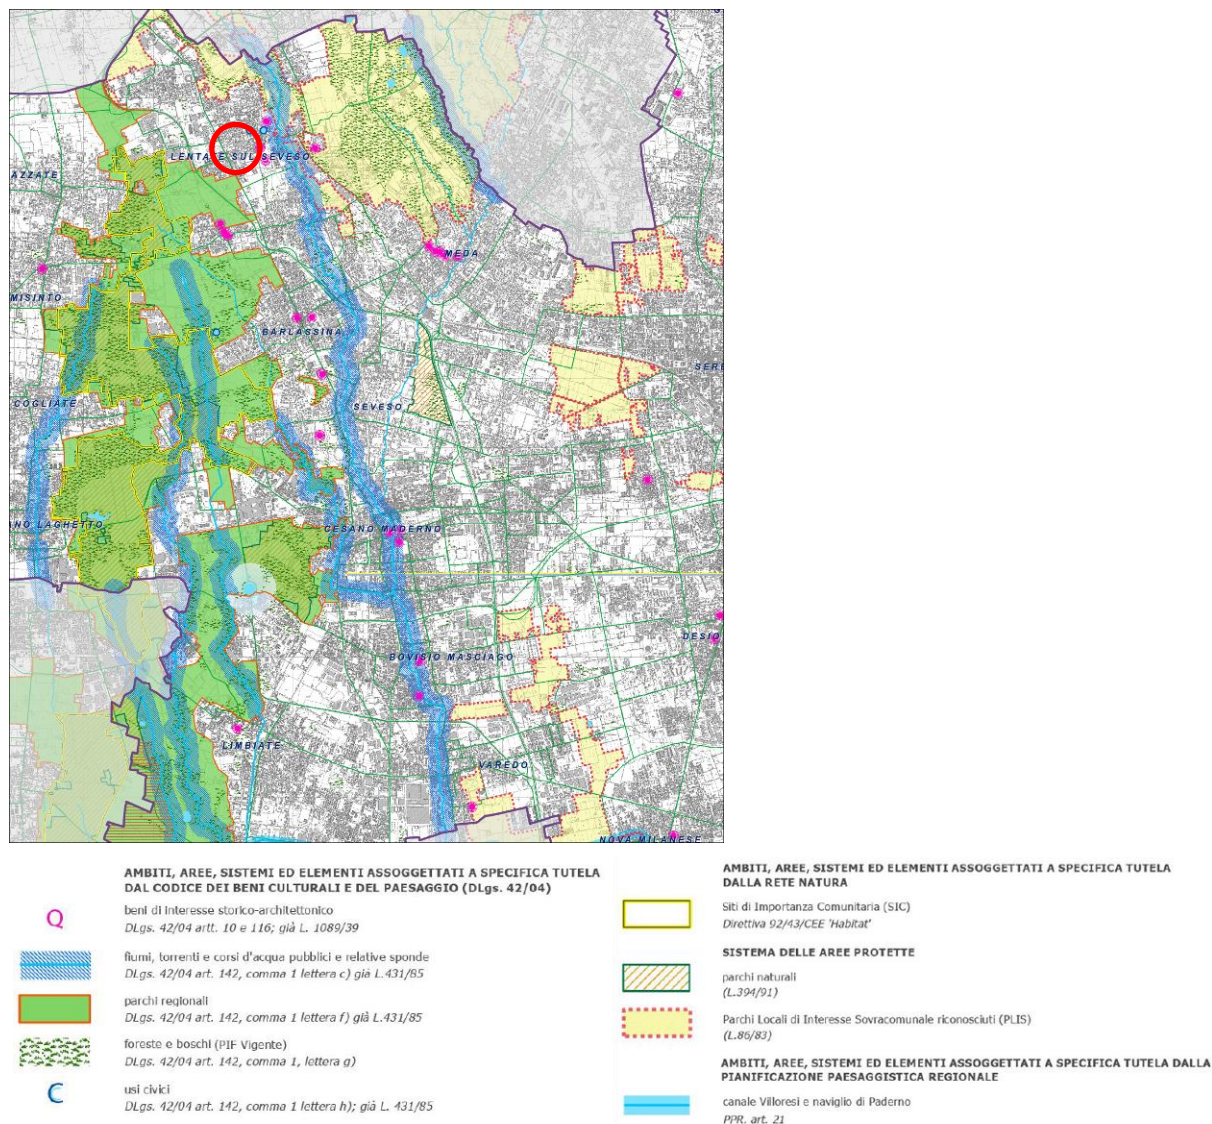 LENTATE SUL SEVESO
AZZATE
MEDA
MISINTO
BARLASSINA
SERE
COGLIATE
SEVESO
ANO LAGHETTO
CESANO MADERNO
DESIO
BOVISIO MASCIAGO
LIMBIATE
VAREDO
NOVA MILANESE
AMBITI, AREE, SISTEMI ED ELEMENTI ASSOGGETTATI A SPECIFICA TUTELA
DAL CODICE DEI BENI CULTURALI E DEL PAESAGGIO (DLgs. 42/04)
beni di interesse storico-architettonico
DLgs. 42/04 artt. 10 e 116; già L. 1089/39
fiumi, torrenti e corsi d'acqua pubblici e relative sponde
DLgs. 42/04 art. 142, comma 1 lettera c) già L.431/85
parchi regionali
DLgs. 42/04 art. 142, comma 1 lettera f) già L.431/85
foreste e boschi (PIF Vigente)
DLgs. 42/04 art. 142, comma 1, lettera g)
C
usi civici
DLgs. 42/04 art. 142, comma 1 lettera h); già L. 431/85
AMBITI, AREE, SISTEMI ED ELEMENTI ASSOGGETTATI A SPECIFICA TUTELA
DALLA RETE NATURA
Siti di Importanza Comunitaria (SIC)
Direttiva 92/43/CEE 'Habitat'
SISTEMA DELLE AREE PROTETTE
parchi naturali
(L.394/91)
Parchi Locali di Interesse Sovracomunale riconosciuti (PLIS)
(L.86/83)
AMBITI, AREE, SISTEMI ED ELEMENTI ASSOGGETTATI A SPECIFICA TUTELA DALLA
PIANIFICAZIONE PAESAGGISTICA REGIONALE
canale Villoresi e naviglio di Paderno
PPR. art. 21